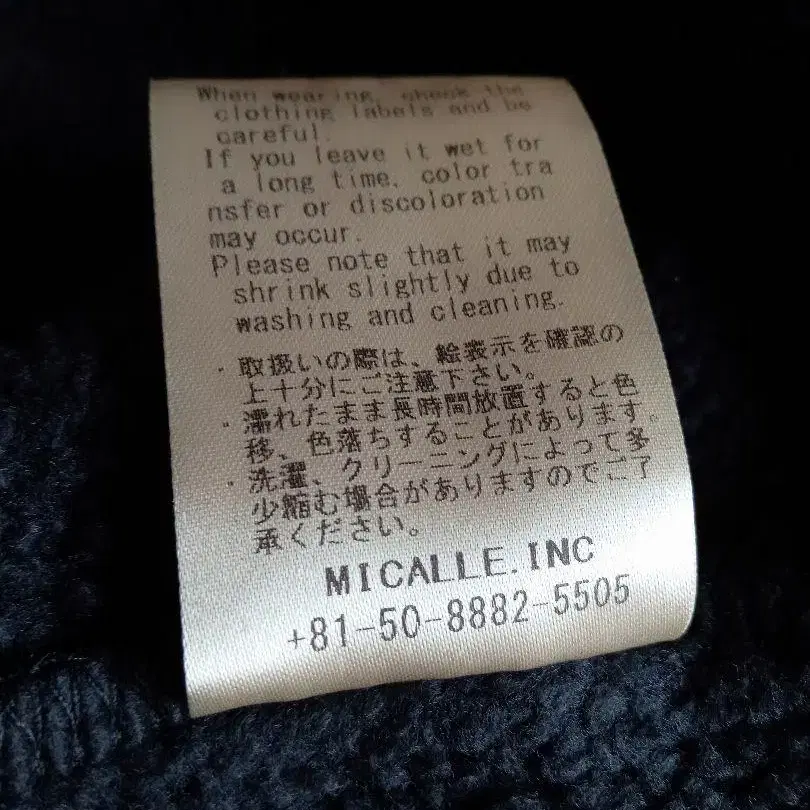 When wearing, check the
clothing labels and be
careful.
If you leave it wet for
a long time, color tra
nsfer or discoloration
may occur.
Please note that it may
shrink slightly due to
washing and cleaning.
・取扱いの際は、絵表示を確認の
上十分にご注意下さい。
・濡れたまま長時間放置すると色
移、色落ちすることがあります。
・洗濯、クリーニングによって多
少縮む場合がありますのでご了
承ください。
MICALLE.INC
+81-50-8882-5505